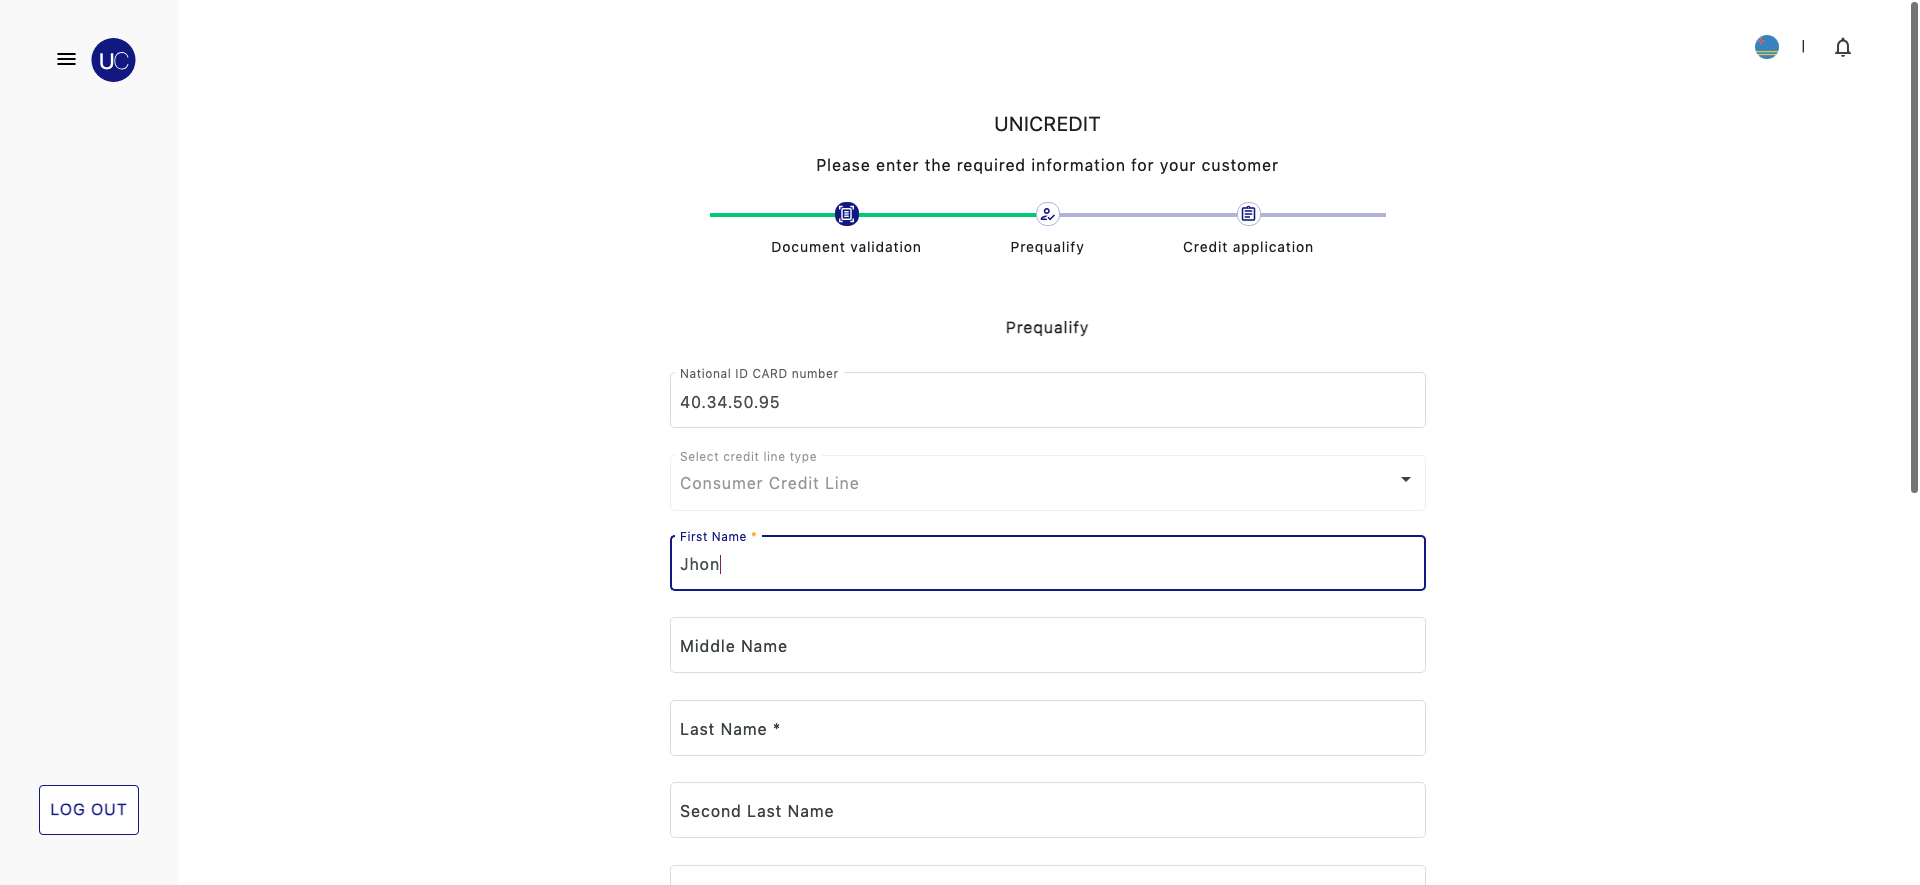 UC
UNICREDIT
Please enter the required information for your customer
Document validation
Prequalify
Credit application
Prequalify
National ID CARD number
40.34.50.95
Select credit line type
Consumer Credit Line
First Name *
Jhon
Middle Name
Last Name *
Second Last Name
LOG OUT